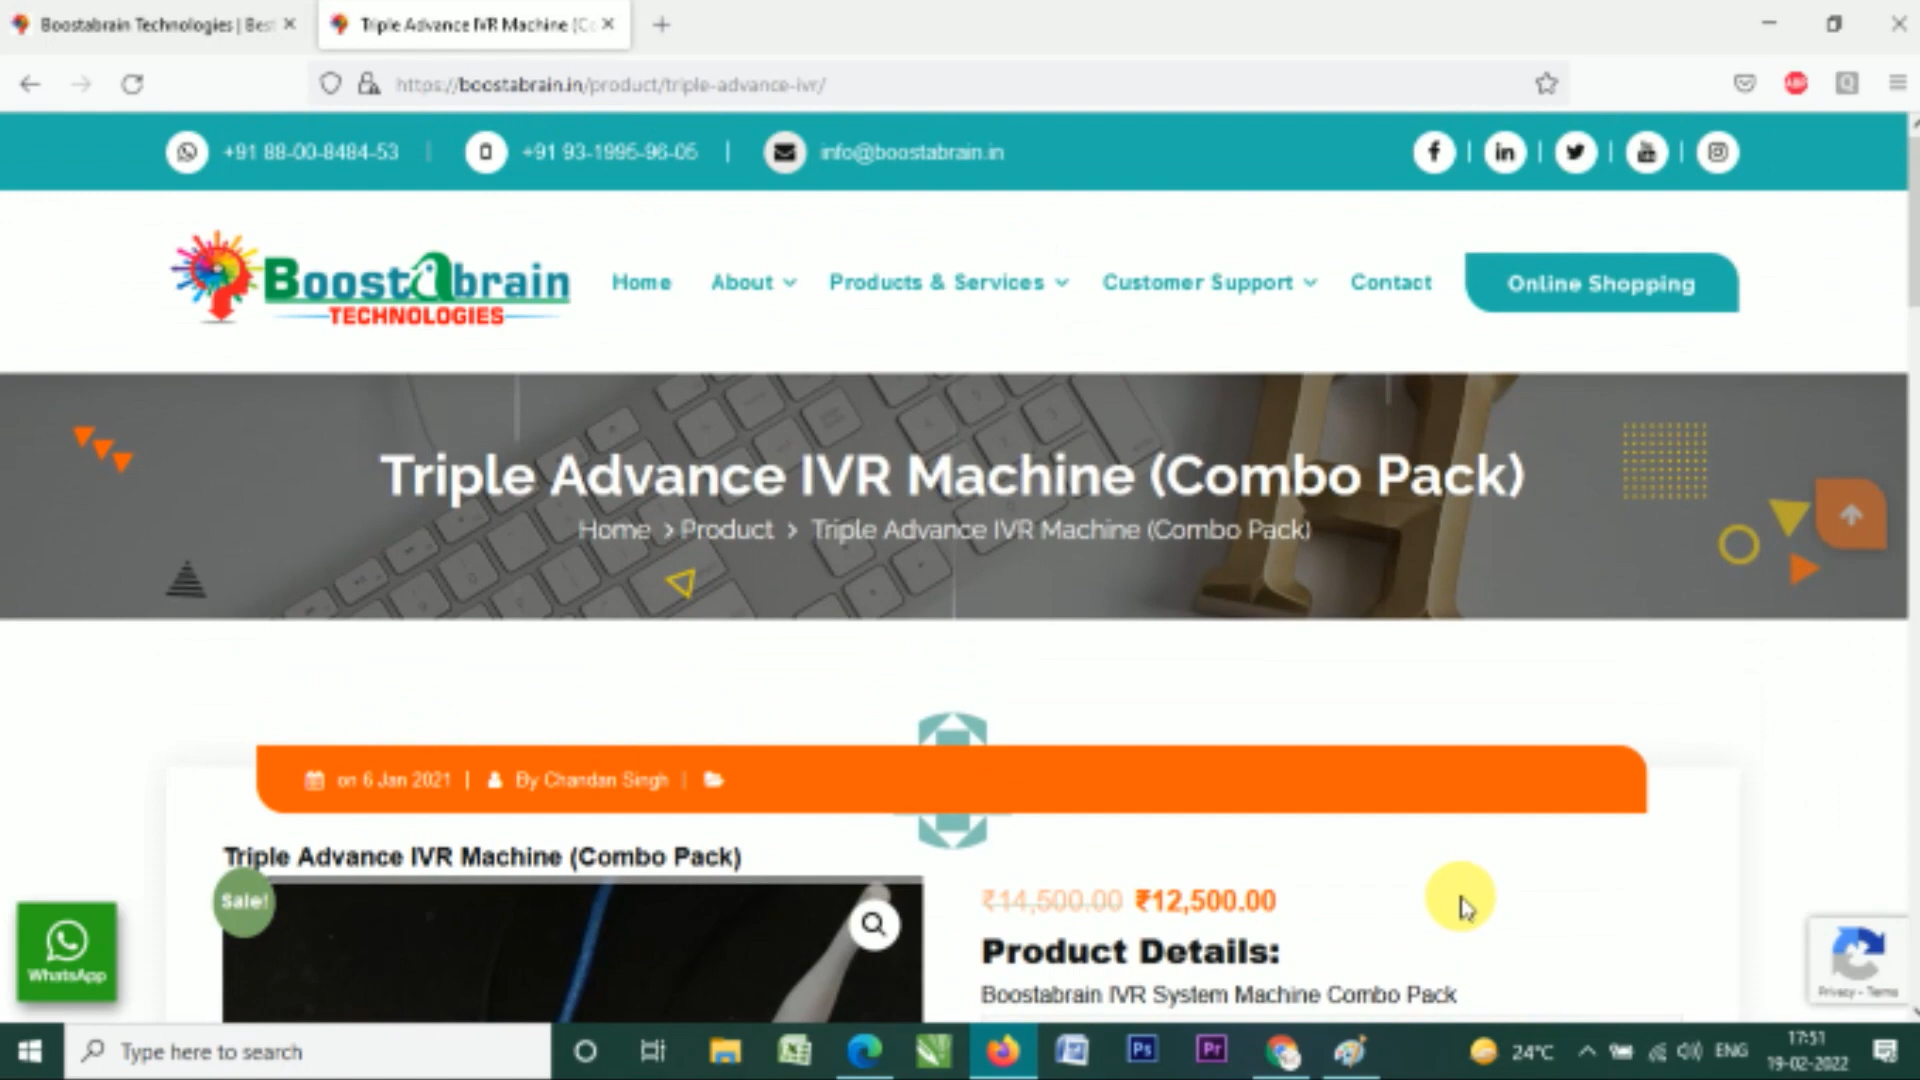 Boostabrain Technologies | Bes
Triple Advance IVR Machine (Co
https://boostabrain.in/product/triple-advance-ivr/
+91 88-00-8484-53 | +91 93-1995-96-05 | info@boostabrain.in
Boostabrain
TECHNOLOGIES
Home About Products & Services Customer Support Contact Online Shopping
Triple Advance IVR Machine (Combo Pack)
Home > Product > Triple Advance IVR Machine (Combo Pack)
on 6 Jan 2021 | By Chandan Singh |
Triple Advance IVR Machine (Combo Pack)
Sale!
₹14,500.00 ₹12,500.00
Product Details:
Boostabrain IVR System Machine Combo Pack
WhatsApp
Privacy - Terms
Type here to search
Ps
Pr
24°C
ENG
17:51
19-02-2022